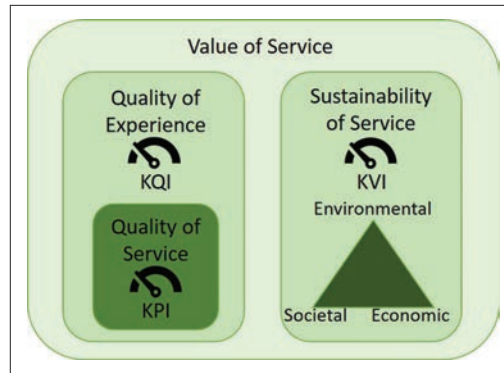 Value of Service
Quality of
Experience
KQI
Quality of
Service
KPI
Sustainability
of Service
KVI
Environmental
Societal
Economic